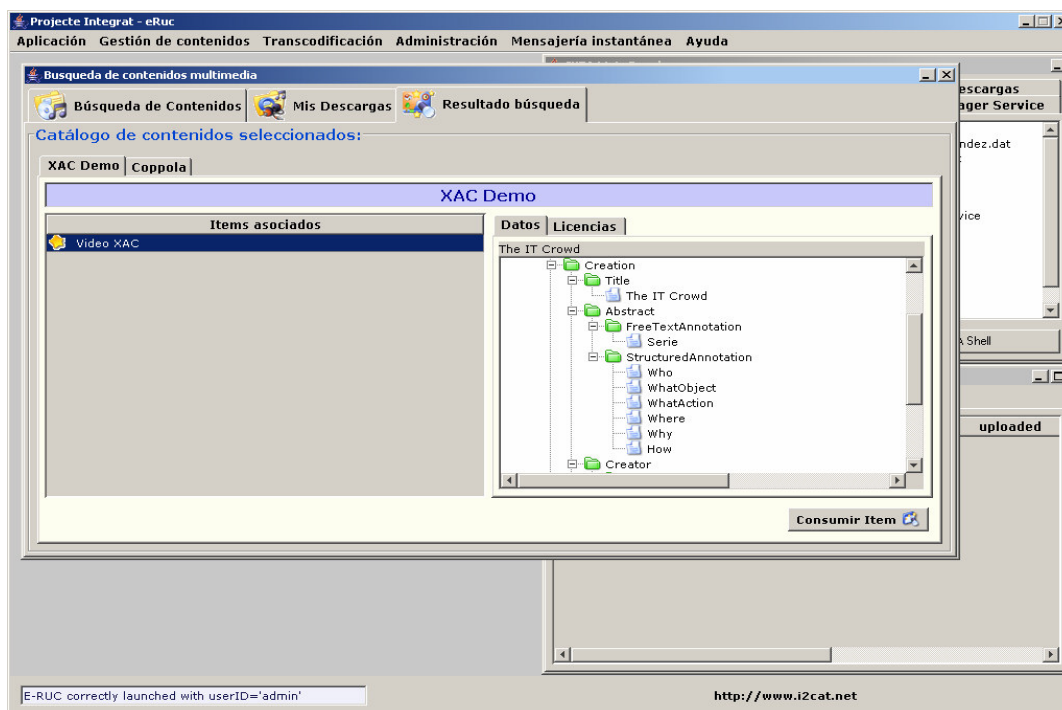 Projecte Integrat - eRuc
Aplicación Gestión de contenidos Transcodificación Administración Mensajería instantánea Ayuda
Busqueda de contenidos multimedia
Búsqueda de Contenidos Mis Descargas Resultado búsqueda
Catálogo de contenidos seleccionados:
XAC Demo Coppola
XAC Demo
Items asociados
Video XAC
Datos Licencias
The IT Crowd
Creation
Title
The IT Crowd
Abstract
FreeTextAnnotation
Serie
StructuredAnnotation
Who
WhatObject
WhatAction
Where
Why
How
Creator
Consumir Item
escargas
ager Service
ndez.dat
vice
Shell
uploaded
E-RUC correctly launched with userID='admin'
http://www.i2cat.net